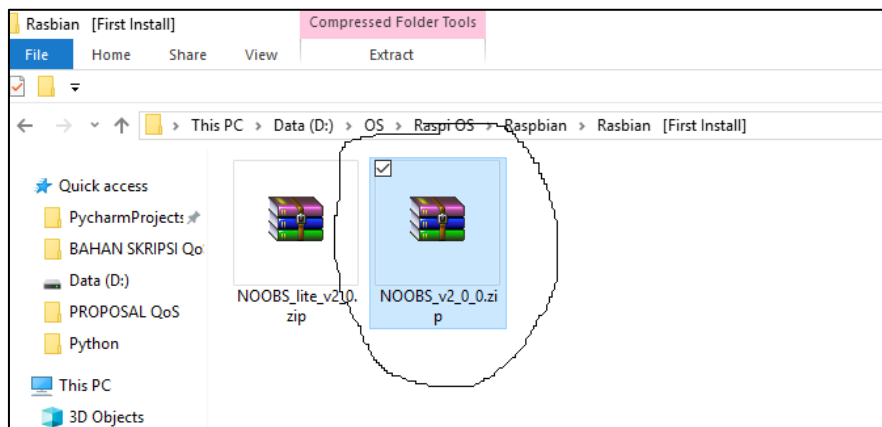 Rasbian [First Install]
Compressed Folder Tools
File Home Share View Extract
This PC > Data (D:) > OS > Raspi OS > Raspbian > Rasbian [First Install]
Quick access
PycharmProjects
BAHAN SKRIPSI Qo
Data (D:)
PROPOSAL QoS
Python
This PC
3D Objects
NOOBS_lite_v2_0.
zip
NOOBS_v2_0_0.zi
p